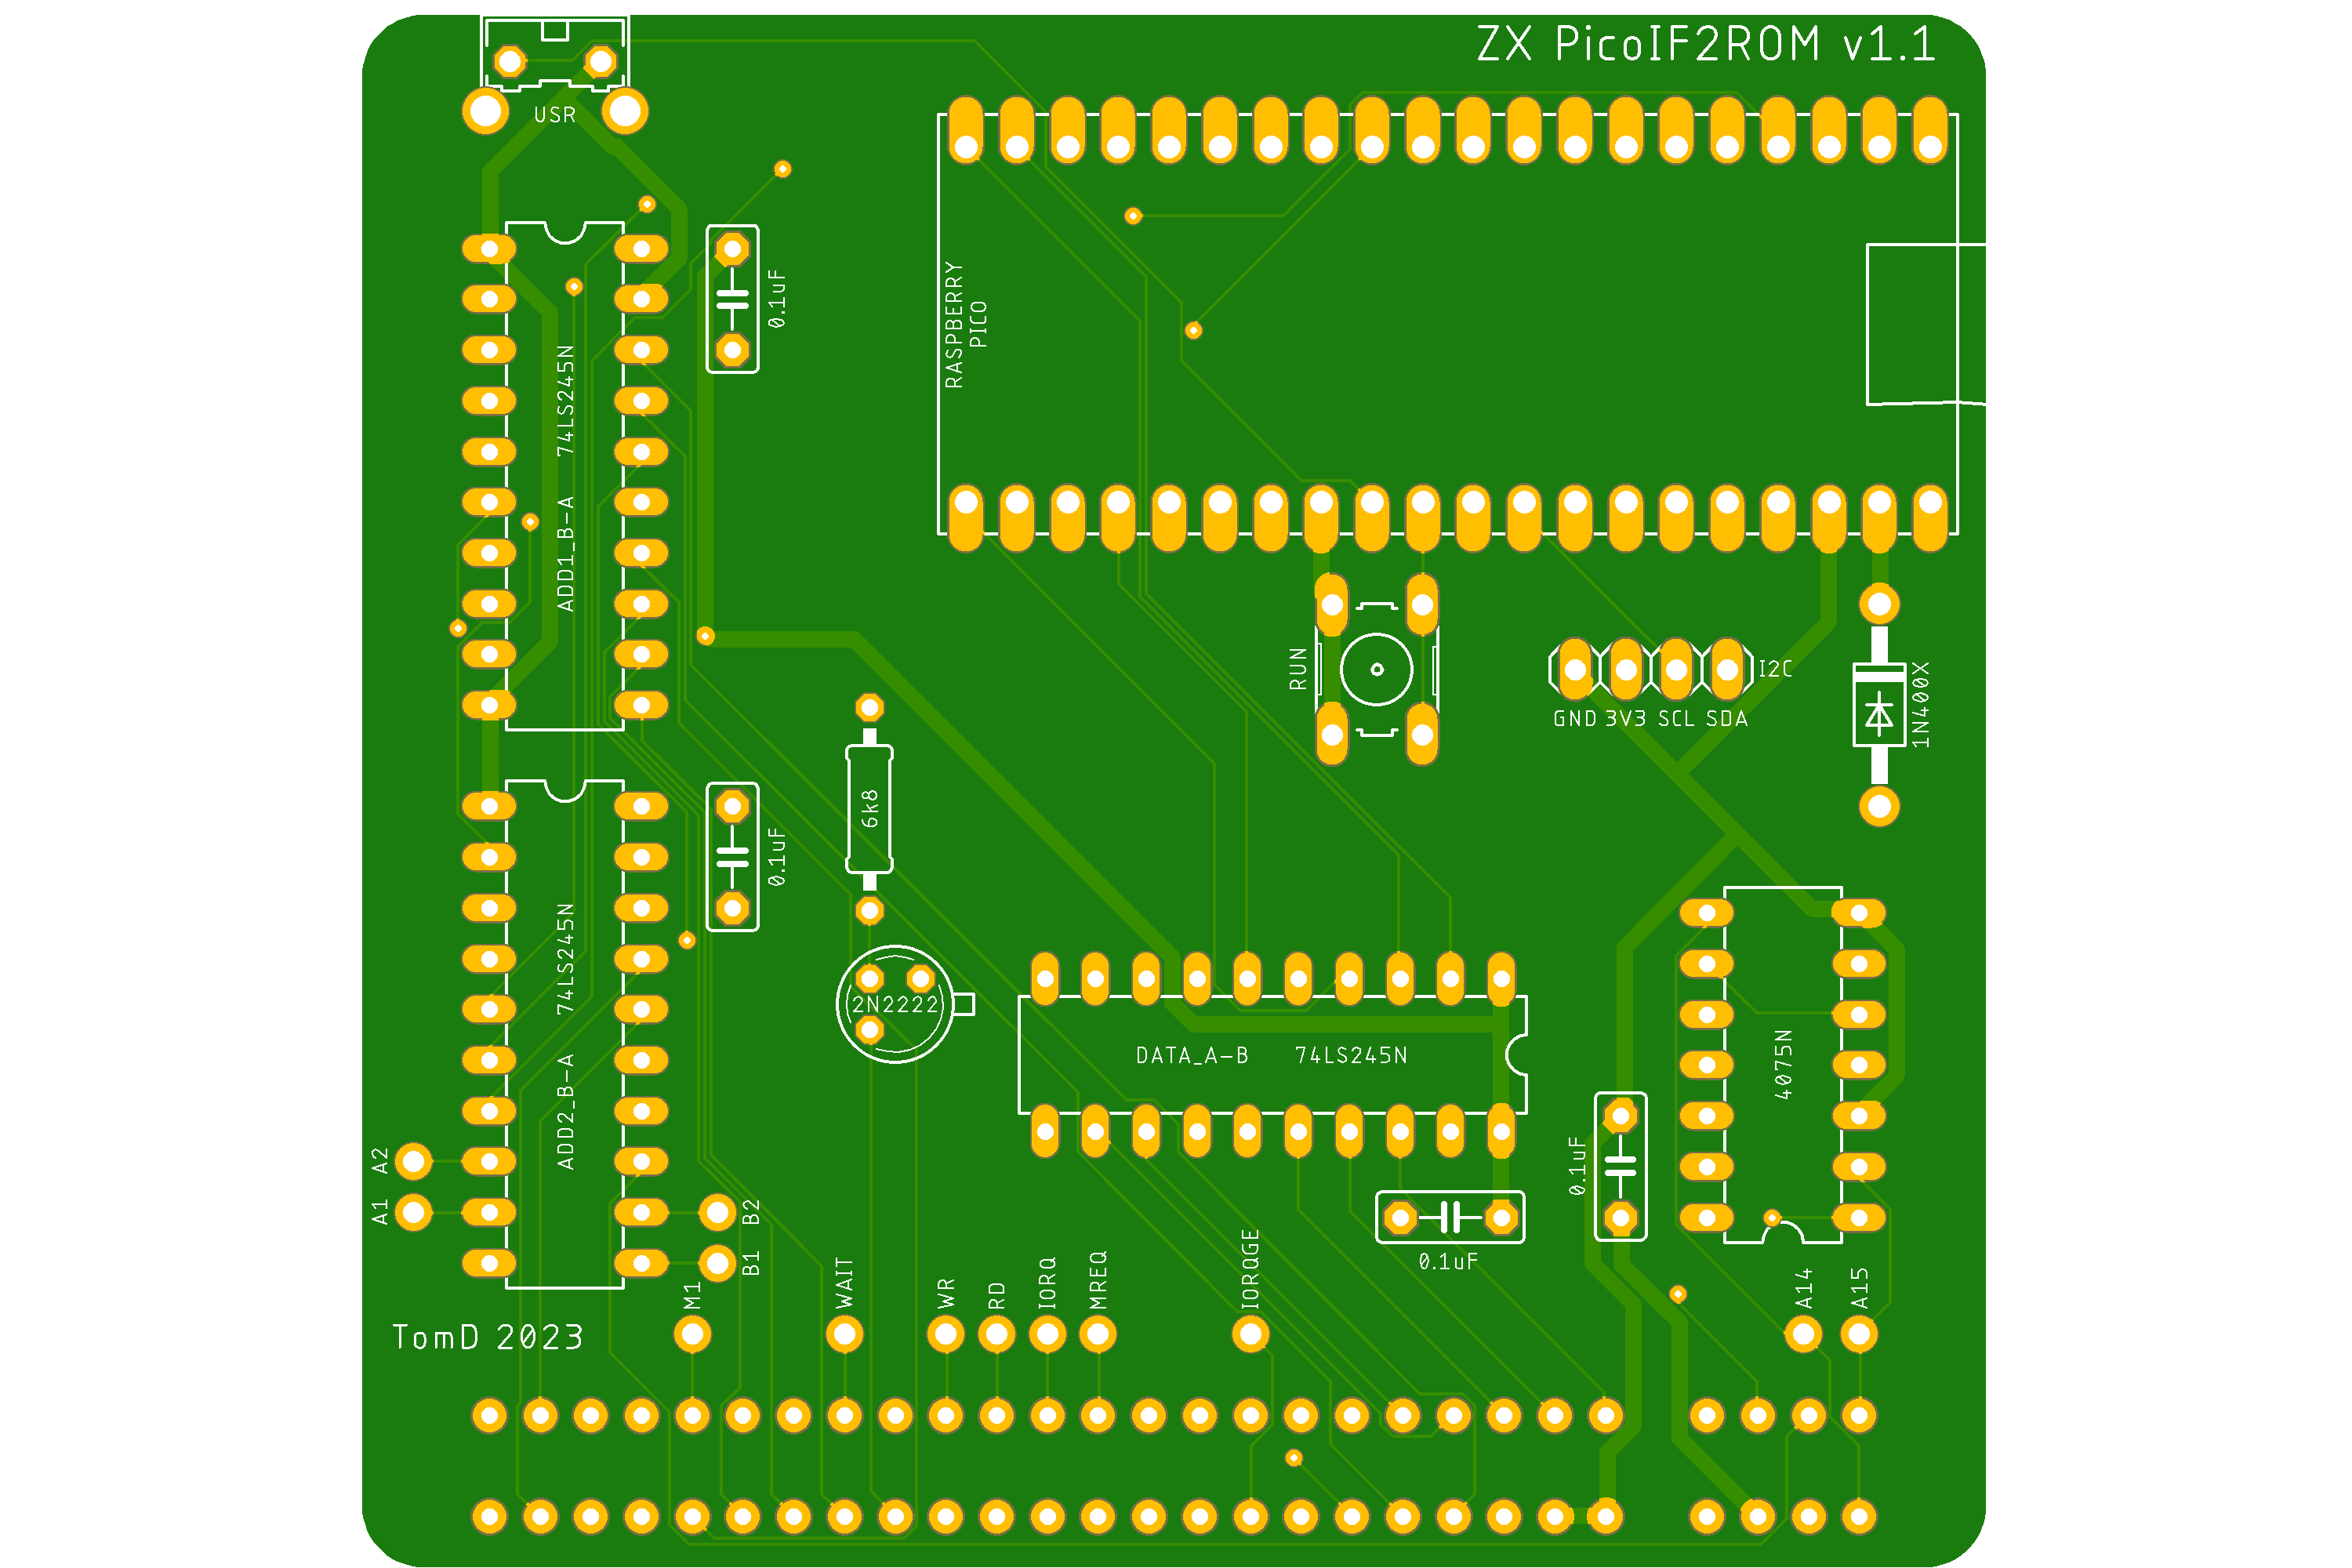 ZX PicoIF2ROM v1.1
USR
0.1uF
RASPBERRY
PICO
74LS245N
ADD1_B-A
RUN
I2C
GND 3V3 SCL SDA
1N400X
6k8
0.1uF
74LS245N
ADD2_B-A
2N2222
DATA_A-B 74LS245N
4075N
0.1uF
0.1uF
A2
A1
B2
B1
M1
WAIT
WR
RD
IORQ
MREQ
IORQGE
A14
A15
TomD 2023